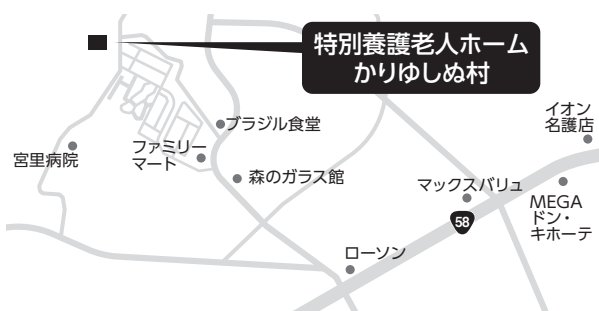 特別養護老人ホーム
かりゆしぬ村
イオン
名護店
ブラジル食堂
ファミリー
マート
宮里病院
森のガラス館
マックスバリュ
MEGA
ドン・
キホーテ
58
ローソン